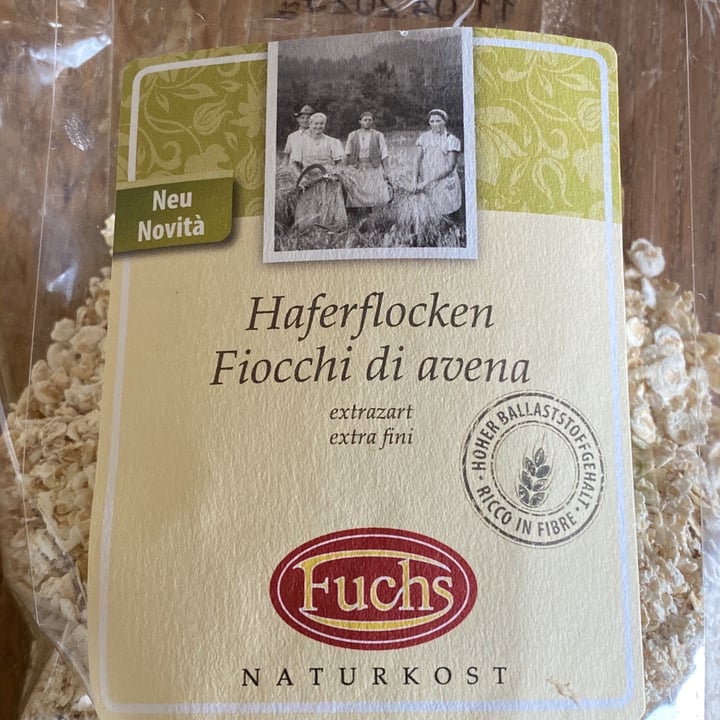 Neu
Novità
Haferflocken
Fiocchi di avena
extrazart
extra fini
HOHER BALLASTSTOFFGEHALT
RICCO IN FIBRE
Fuchs
NATURKOST